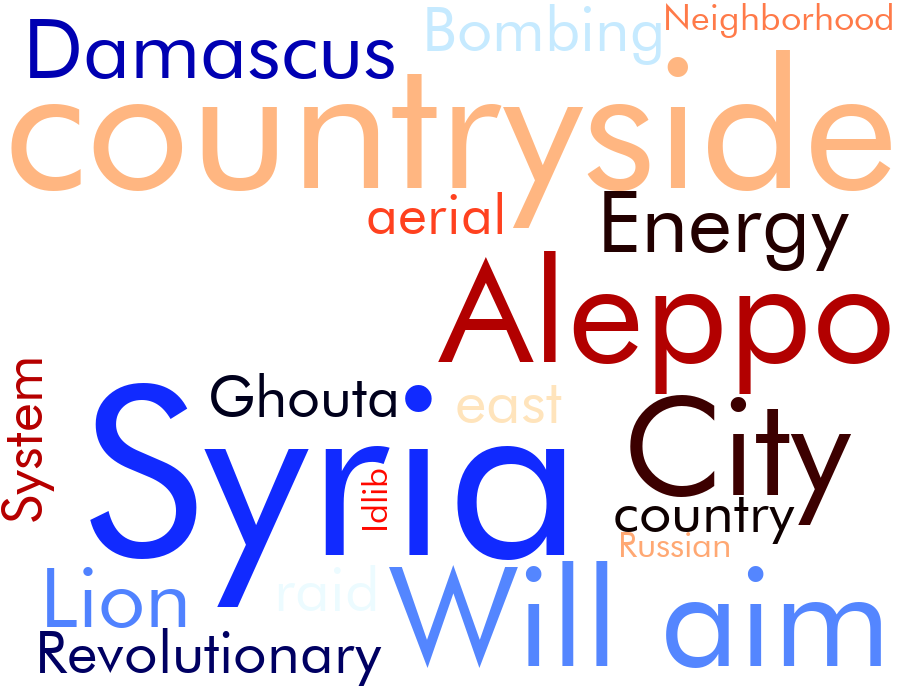 Damascus
Bombing
Neighborhood
countryside
aerial
Energy
Aleppo
System
Ghouta
Syria
east
City
Idlib
country
Russian
Lion
raid
Will aim
Revolutionary